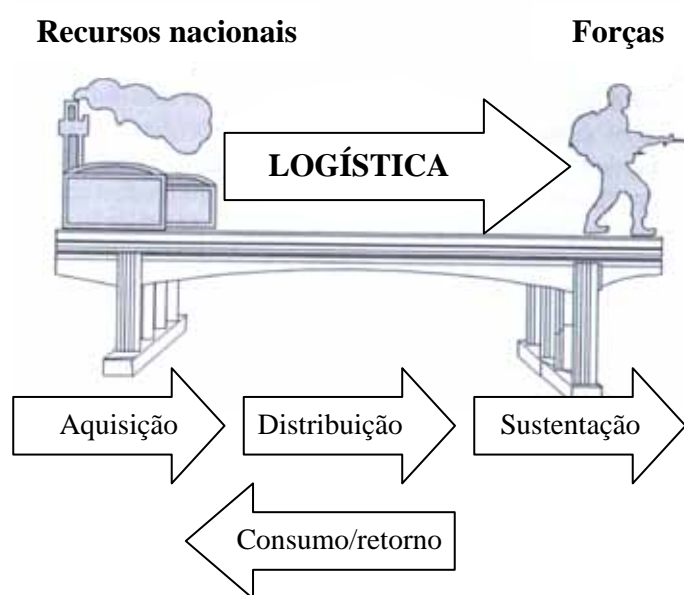 Recursos nacionais
Forças
LOGÍSTICA
Aquisição
Distribuição
Sustentação
Consumo/retorno